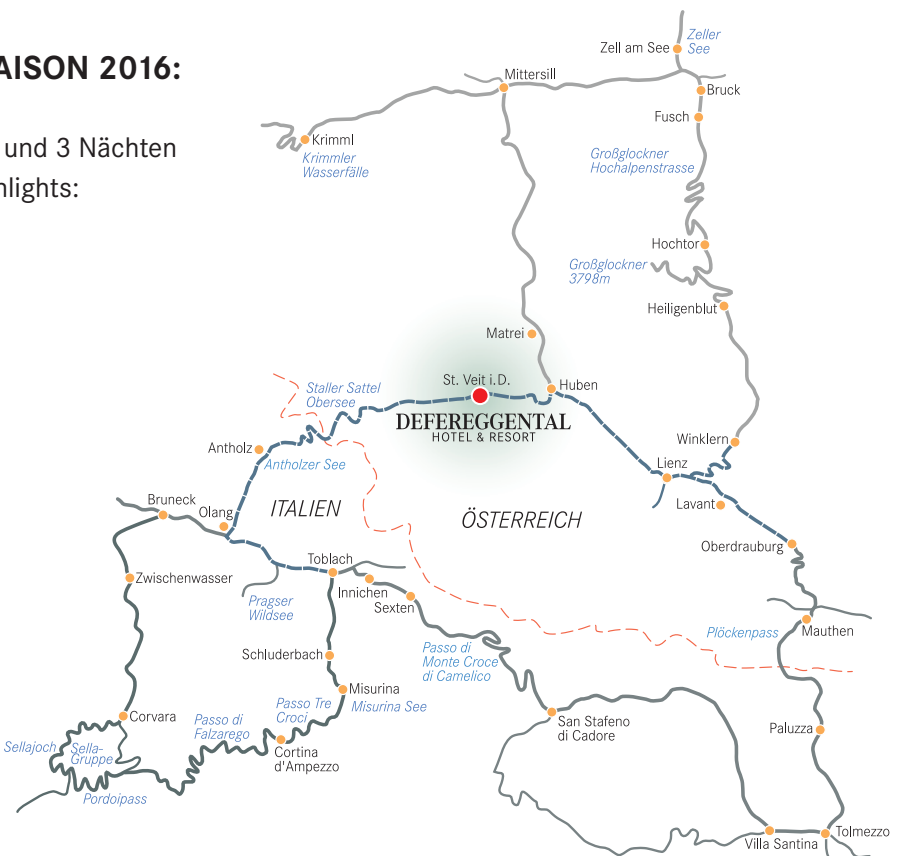 AISON 2016:
und 3 Nächten
hlights:
Zeller
See
Zell am See
Mittersill
Bruck
Fusch
Krimml
Krimmler
Wasserfälle
Großglockner
Hochalpenstrasse
Hochtor
Großglockner
3798m
Heiligenblut
Matrei
St. Veit i.D.
Huben
Staller Sattel
Obersee
DEFEREGGENTAL
HOTEL & RESORT
Winklern
Antholz
Antholzer See
Lienz
Lavant
Bruneck
Olang
ITALIEN
ÖSTERREICH
Oberdrauburg
Toblach
Zwischenwasser
Innichen
Sexten
Pragser
Wildsee
Plöckenpass
Mauthen
Passo di
Monte Croce
di Camelico
Schluderbach
Misurina
Misurina See
Passo Tre
Croci
Corvara
Passo di
Falzarego
San Stafeno
di Cadore
Paluzza
Sellajoch
Sella-
Gruppe
Cortina
d'Ampezzo
Pordoipass
Villa Santina
Tolmezzo